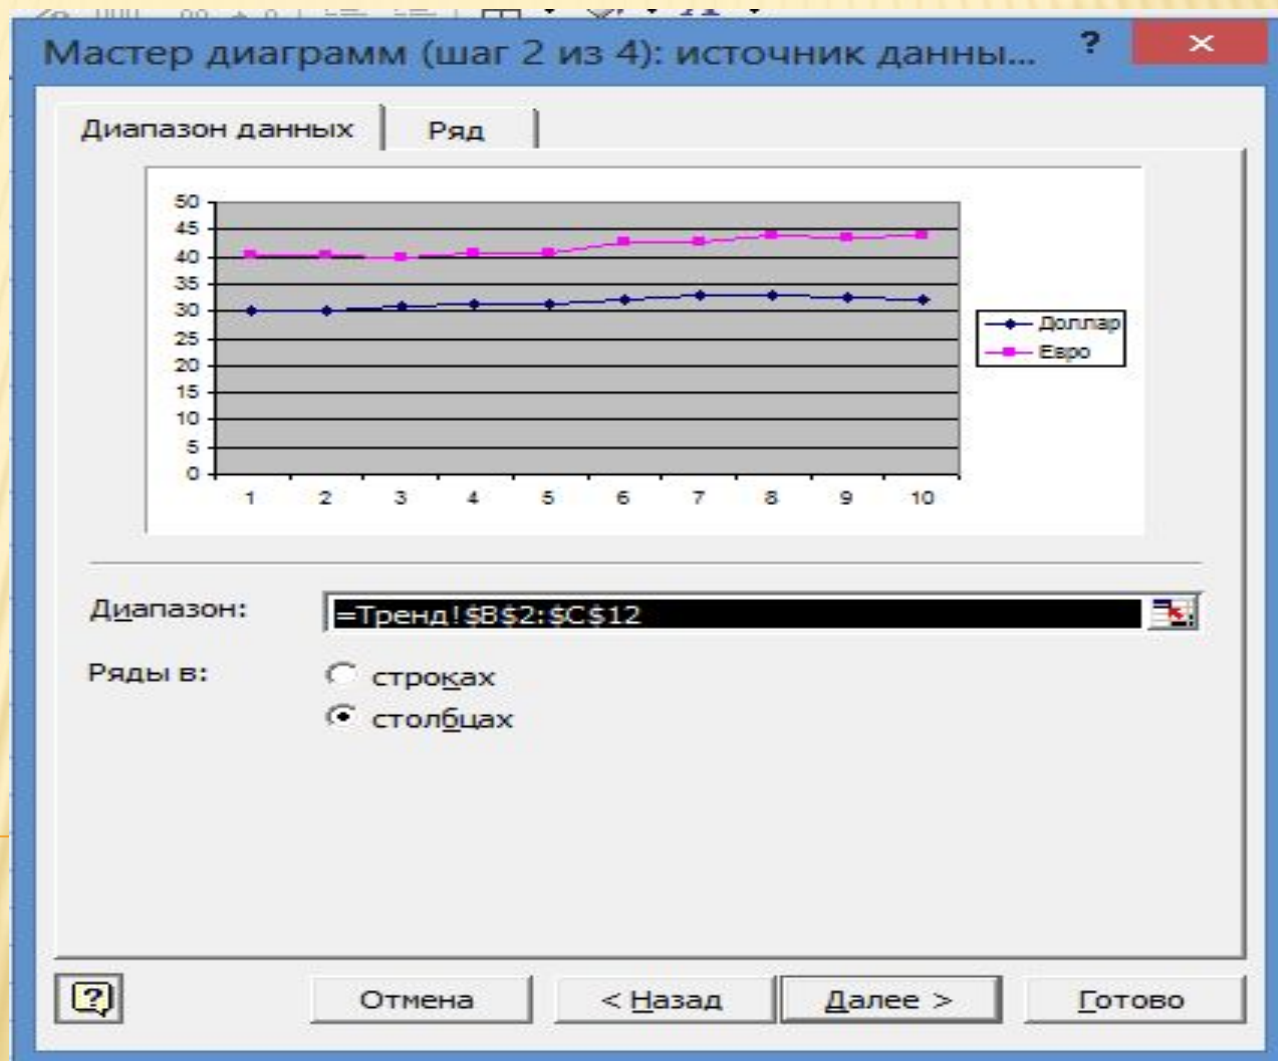 Мастер диаграмм (шаг 2 из 4): источник данны... ?
Диапазон данных Ряд
50
45
40
35
30
25
20
15
10
5
0
1 2 3 4 5 6 7 8 9 10
Доллар
Евро
Диапазон: =Тренд!$B$2:$C$12
Ряды в: строках
столбцах
? Отмена < Назад Далее > Готово